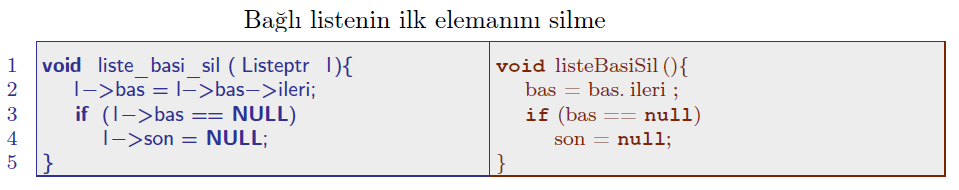 Bağlı listenin ilk elemanını silme
1 void liste_basi_sil ( Listeptr l){ void listeBasiSil (){
2 l−>bas = l−>bas−>ileri; bas = bas. ileri ;
3 if (l−>bas == NULL) if (bas == null)
4 l−>son = NULL; son = null;
5 } }